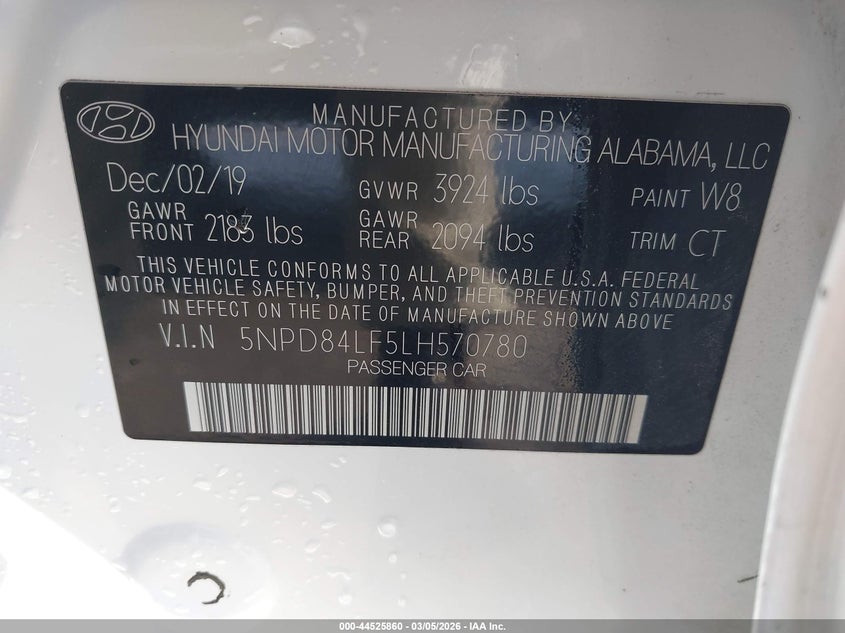 MANUFACTURED BY
HYUNDAI MOTOR MANUFACTURING ALABAMA, LLC
Dec/02/19 GVWR 3924 lbs PAINT W8
GAWR FRONT 2183 lbs GAWR REAR 2094 lbs TRIM CT
THIS VEHICLE CONFORMS TO ALL APPLICABLE U.S.A. FEDERAL
MOTOR VEHICLE SAFETY, BUMPER, AND THEFT PREVENTION STANDARDS
IN EFFECT ON THE DATE OF MANUFACTURE SHOWN ABOVE
V.I.N 5NPD84LF5LH570780
PASSENGER CAR
000-44525860 - 03/05/2026 - IAA Inc.